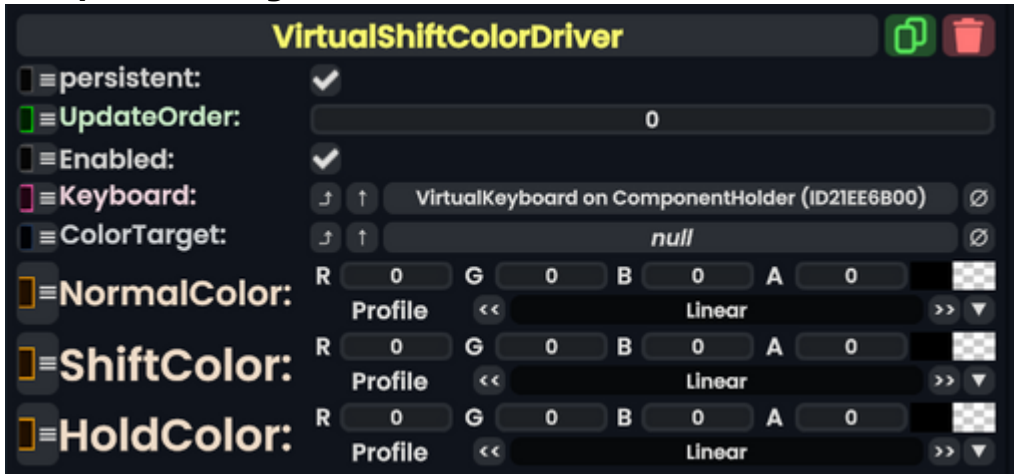 VirtualShiftColorDriver
persistent:
UpdateOrder: 0
Enabled:
Keyboard: VirtualKeyboard on ComponentHolder (ID21EE6B00)
ColorTarget: null
NormalColor: R 0 G 0 B 0 A 0
Profile << Linear >>
ShiftColor: R 0 G 0 B 0 A 0
Profile << Linear >>
HoldColor: R 0 G 0 B 0 A 0
Profile << Linear >>